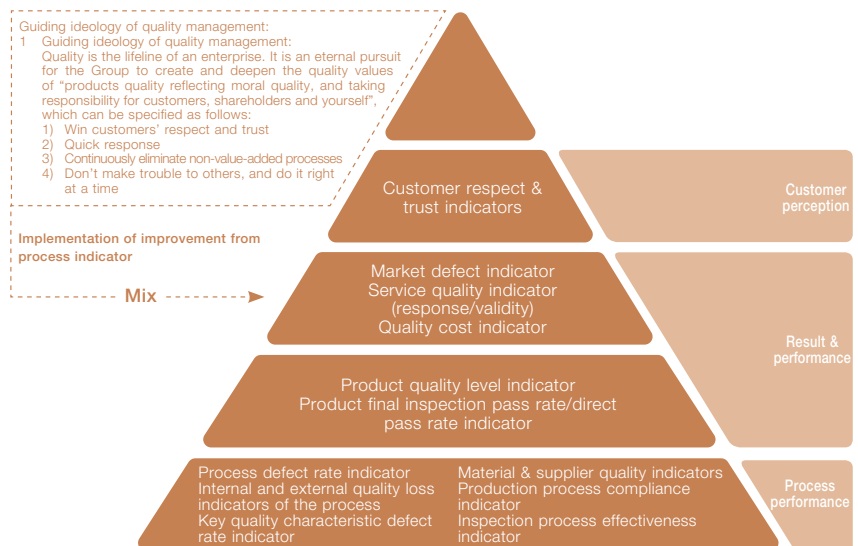 Guiding ideology of quality management:
1 Guiding ideology of quality management:
Quality is the lifeline of an enterprise. It is an eternal pursuit
for the Group to create and deepen the quality values
of “products quality reflecting moral quality, and taking
responsibility for customers, shareholders and yourself”,
which can be specified as follows:
1) Win customers’ respect and trust
2) Quick response
3) Continuously eliminate non-value-added processes
4) Don’t make trouble to others, and do it right
at a time
Implementation of improvement from
process indicator
Mix
Customer respect &
trust indicators
Customer
perception
Market defect indicator
Service quality indicator
(response/validity)
Quality cost indicator
Result &
performance
Product quality level indicator
Product final inspection pass rate/direct
pass rate indicator
Process defect rate indicator
Internal and external quality loss
indicators of the process
Key quality characteristic defect
rate indicator
Material & supplier quality indicators
Production process compliance
indicator
Inspection process effectiveness
indicator
Process
performance